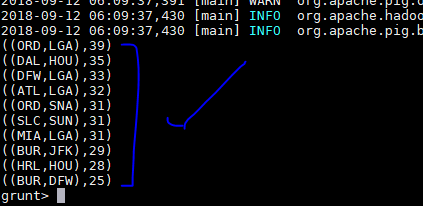 2018-09-12 06:09:37,391 [main] WARN org.apache.pig.d
2018-09-12 06:09:37,430 [main] INFO org.apache.hadoo
2018-09-12 06:09:37,430 [main] INFO org.apache.pig.b
((ORD,LGA),39)
((DAL,HOU),35)
((DFW,LGA),33)
((ATL,LGA),32)
((ORD,SNA),31)
((SLC,SUN),31)
((MIA,LGA),31)
((BUR,JFK),29)
((HRL,HOU),28)
((BUR,DFW),25)
grunt>